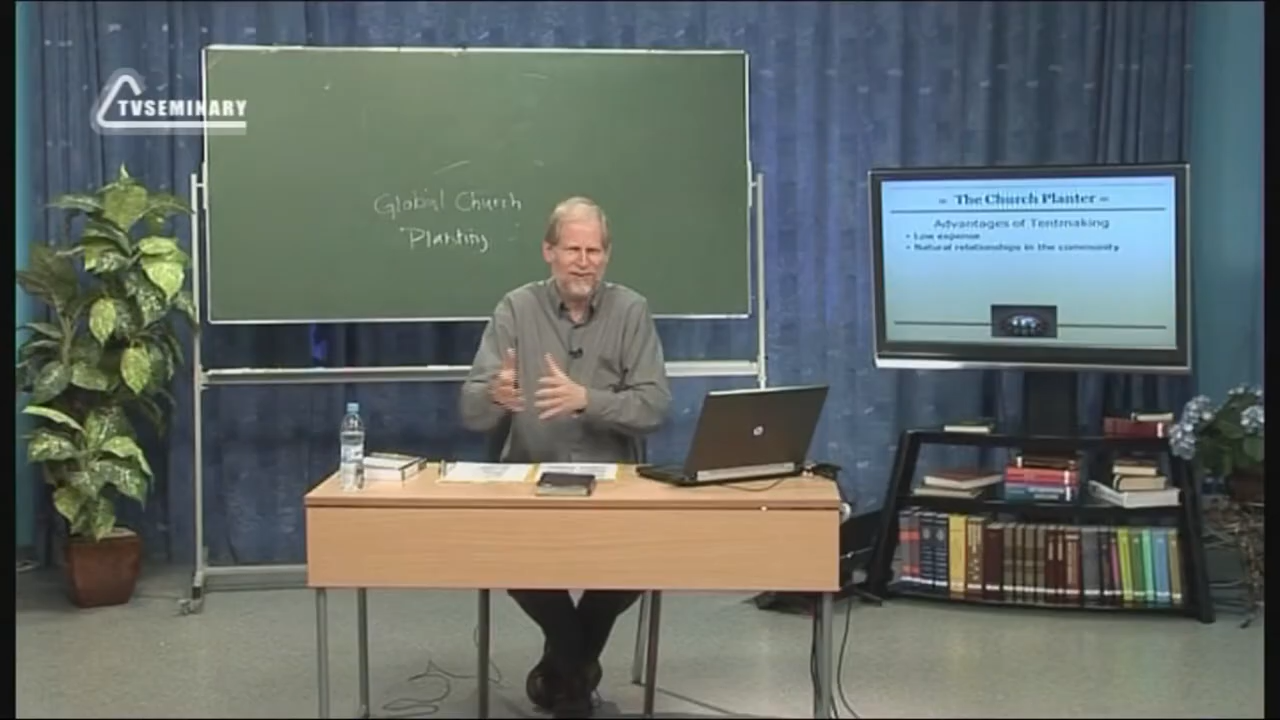 TVSEMINARY
Global Church
Planting
The Church Planter
Advantages of Tentmaking
• Low expense
• Natural relationships in the community